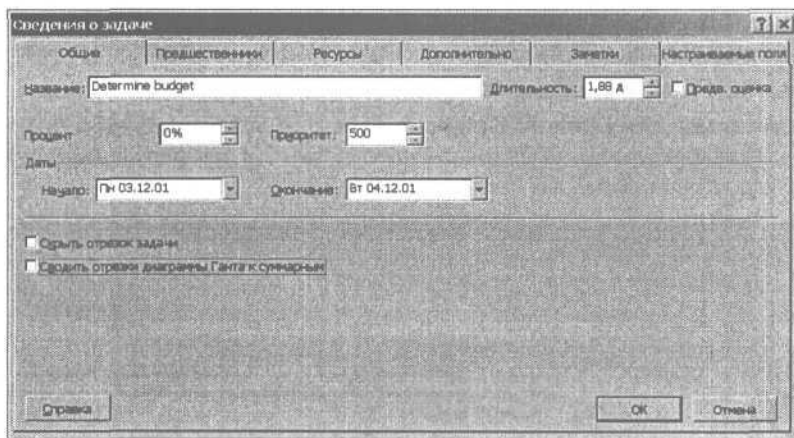 Сведения о задаче
Общие Предшественники Ресурсы Дополнительно Заметки Настраиваемые поля
Название: Determine budget Длительность: 1,88 д Предв. оценка
Процент 0% Приоритет: 500
Даты
Начало: Пн 03.12.01 Окончание: Вт 04.12.01
Скрыть отрезок задачи
Сводить отрезки диаграммы Ганта к суммарным
Справка ОК Отмена